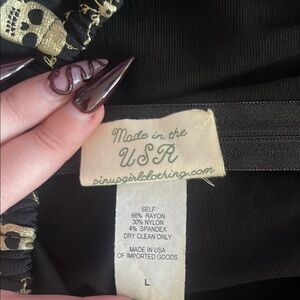 Made in the
USA
pinupgirlclothing.com
SELF
66% RAYON
30% NYLON
4% SPANDEX
DRY CLEAN ONLY
MADE IN USA
OF IMPORTED GOODS
L